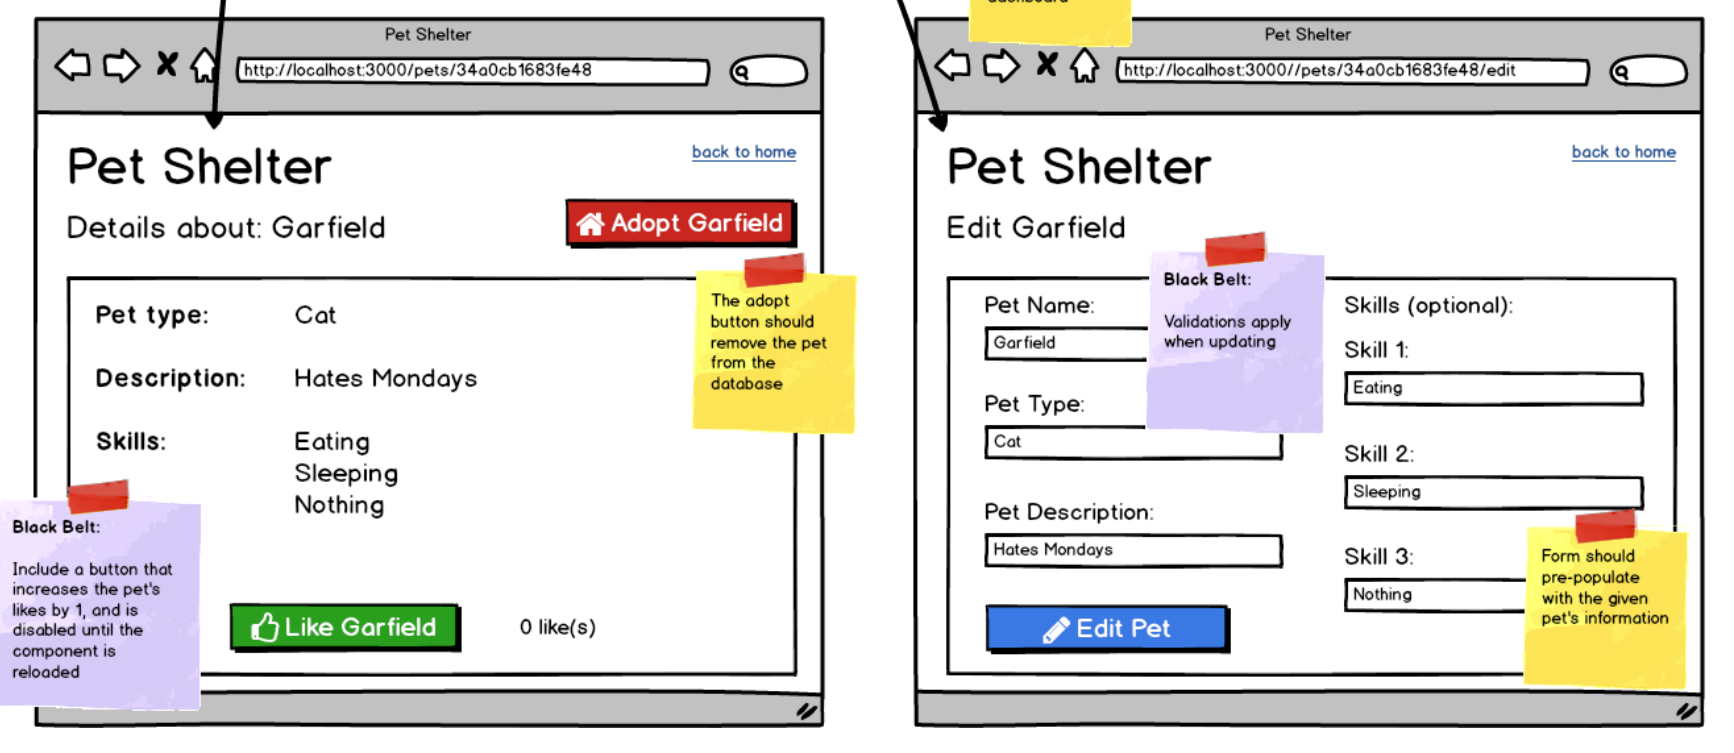 Pet Shelter
http://localhost:3000/pets/34a0cb1683fe48
Pet Shelter
back to home
Details about: Garfield
Adopt Garfield
The adopt
button should
remove the pet
from the
database
Pet type:
Cat
Description:
Hates Mondays
Skills:
Eating
Sleeping
Nothing
Black Belt:
Include a button that
increases the pet's
likes by 1, and is
disabled until the
component is
reloaded
Like Garfield
0 like(s)
dashboard
Pet Shelter
http://localhost:3000//pets/34a0cb1683fe48/edit
Pet Shelter
back to home
Edit Garfield
Black Belt:
Validations apply
when updating
Pet Name:
Garfield
Pet Type:
Cat
Pet Description:
Hates Mondays
Edit Pet
Skills (optional):
Skill 1:
Eating
Skill 2:
Sleeping
Skill 3:
Nothing
Form should
pre-populate
with the given
pet's information